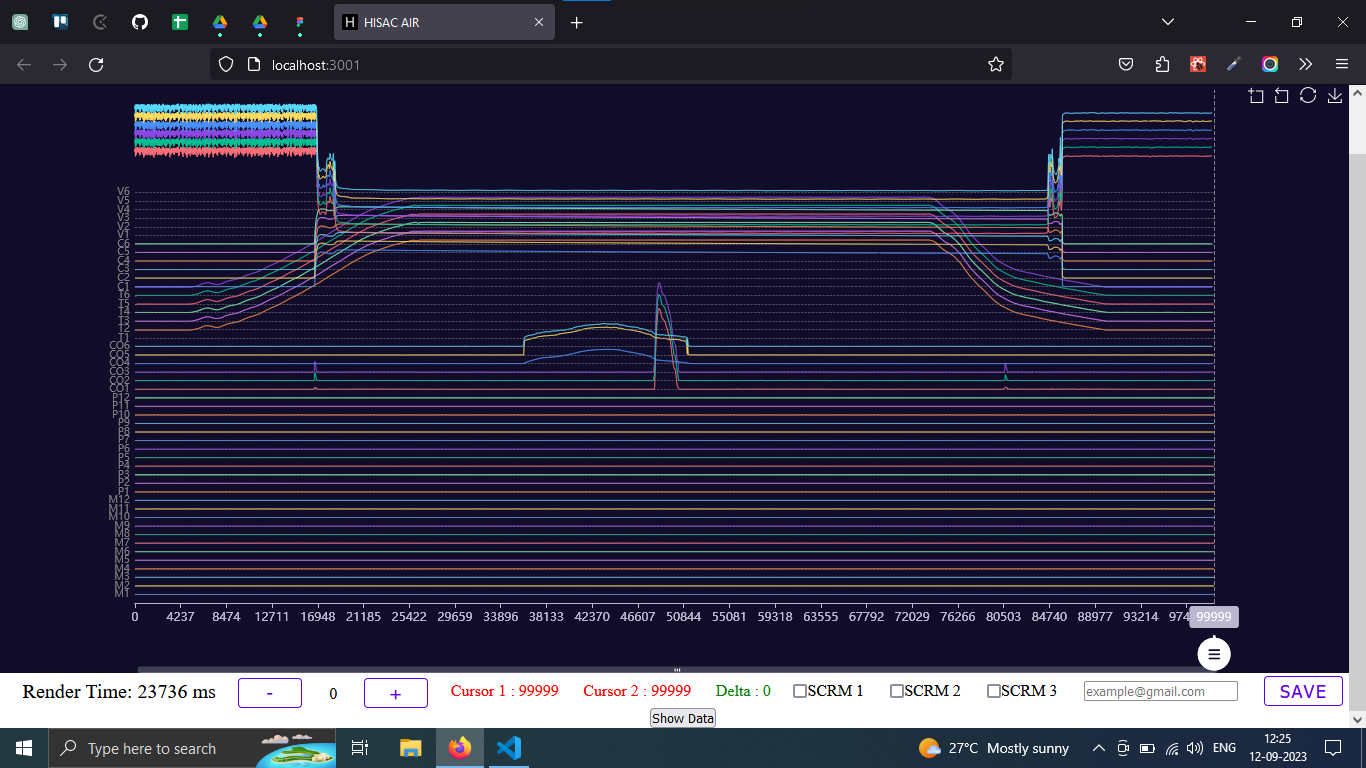 HISAC AIR
localhost:3001
V6
V5
V4
V3
V2
V1
C6
C5
C4
C3
C2
C1
T6
T5
T4
T3
T2
T1
CO6
CO5
CO4
CO3
CO2
CO1
P12
P11
P10
P9
P8
P7
P6
P5
P4
P3
P2
P1
M12
M11
M10
M9
M8
M7
M6
M5
M4
M3
M2
M1
0 4237 8474 12711 16948 21185 25422 29659 33896 38133 42370 46607 50844 55081 59318 63555 67792 72029 76266 80503 84740 88977 93214 974 99999
Render Time: 23736 ms - 0 + Cursor 1 : 99999 Cursor 2 : 99999 Delta : 0 SCRM 1 SCRM 2 SCRM 3 example@gmail.com SAVE
Show Data
Type here to search 27°C Mostly sunny ENG 12:25
12-09-2023